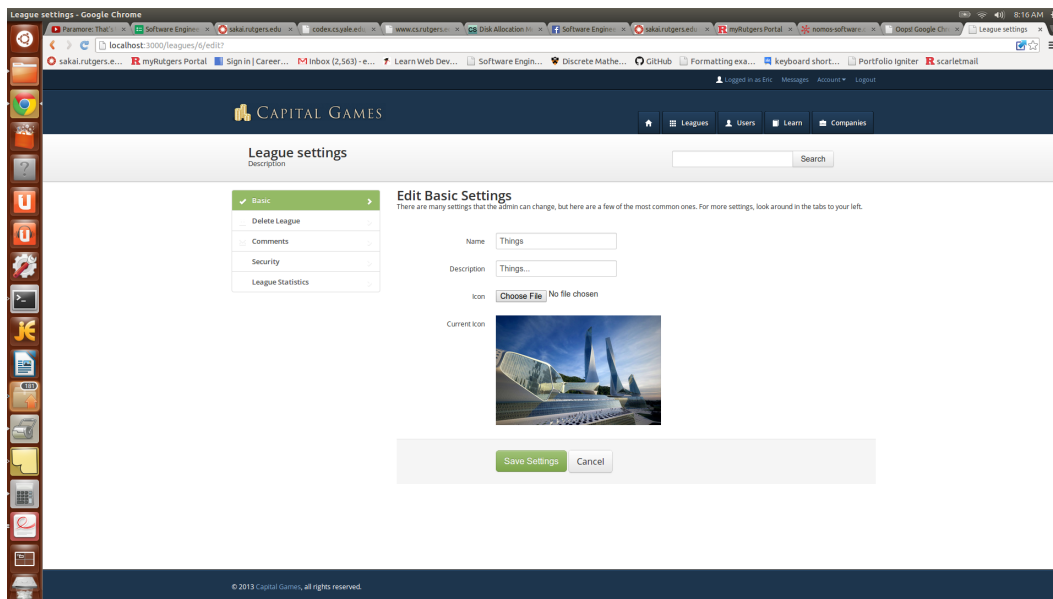 League settings - Google Chrome
8:16 AM
Paramore: That's
Software Enginee
sakai.rutgers.edu
codex.cs.yale.edu
www.cs.rutgers.e
Disk Allocation M
Software Enginee
sakai.rutgers.edu
myRutgers Portal
nomos-software
Oops! Google Chr
League settings
localhost:3000/leagues/6/edit?
sakai.rutgers.e...
myRutgers Portal
Sign in | Career...
Inbox (2,563) - e...
Learn Web Dev...
Software Engin...
Discrete Mathe...
GitHub
Formatting exa...
keyboard short...
Portfolio Igniter
scarletmail
Logged in as Eric Messages Account Logout
CAPITAL GAMES
Leagues Users Learn Companies
League settings
Description
Search
Basic
Delete League
Comments
Security
League Statistics
Edit Basic Settings
There are many settings that the admin can change, but here are a few of the most common ones. For more settings, look around in the tabs to your left.
Name Things
Description Things...
Icon Choose File No file chosen
Current Icon
Save Settings Cancel
© 2013 Capital Games, all rights reserved.